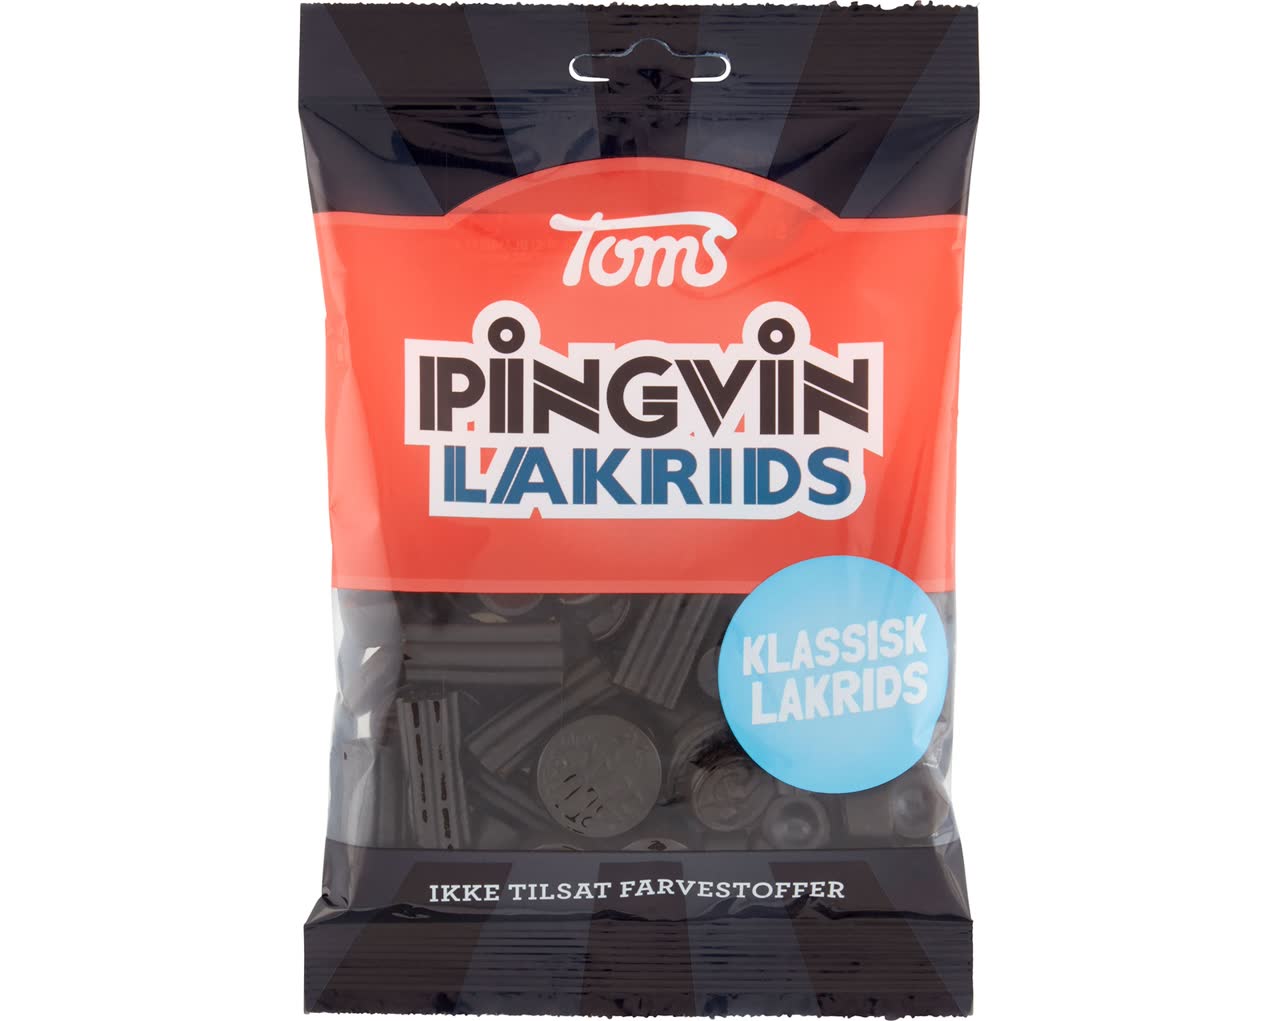 Toms
PINGVIN
LAKRIDS
KLASSISK
LAKRIDS
IKKE TILSAT FARVESTOFFER